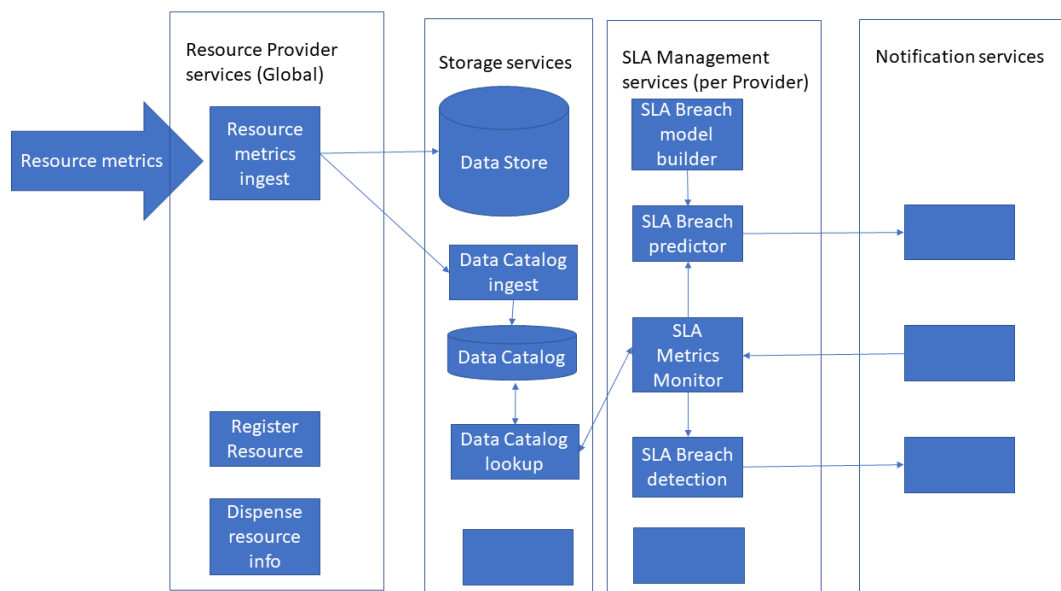 Resource metrics
Resource Provider
services (Global)
Resource
metrics
ingest
Register
Resource
Dispense
resource
info
Storage services
Data Store
Data Catalog
ingest
Data Catalog
Data Catalog
lookup
SLA Management
services (per Provider)
SLA Breach
model
builder
SLA Breach
predictor
SLA
Metrics
Monitor
SLA Breach
detection
Notification services